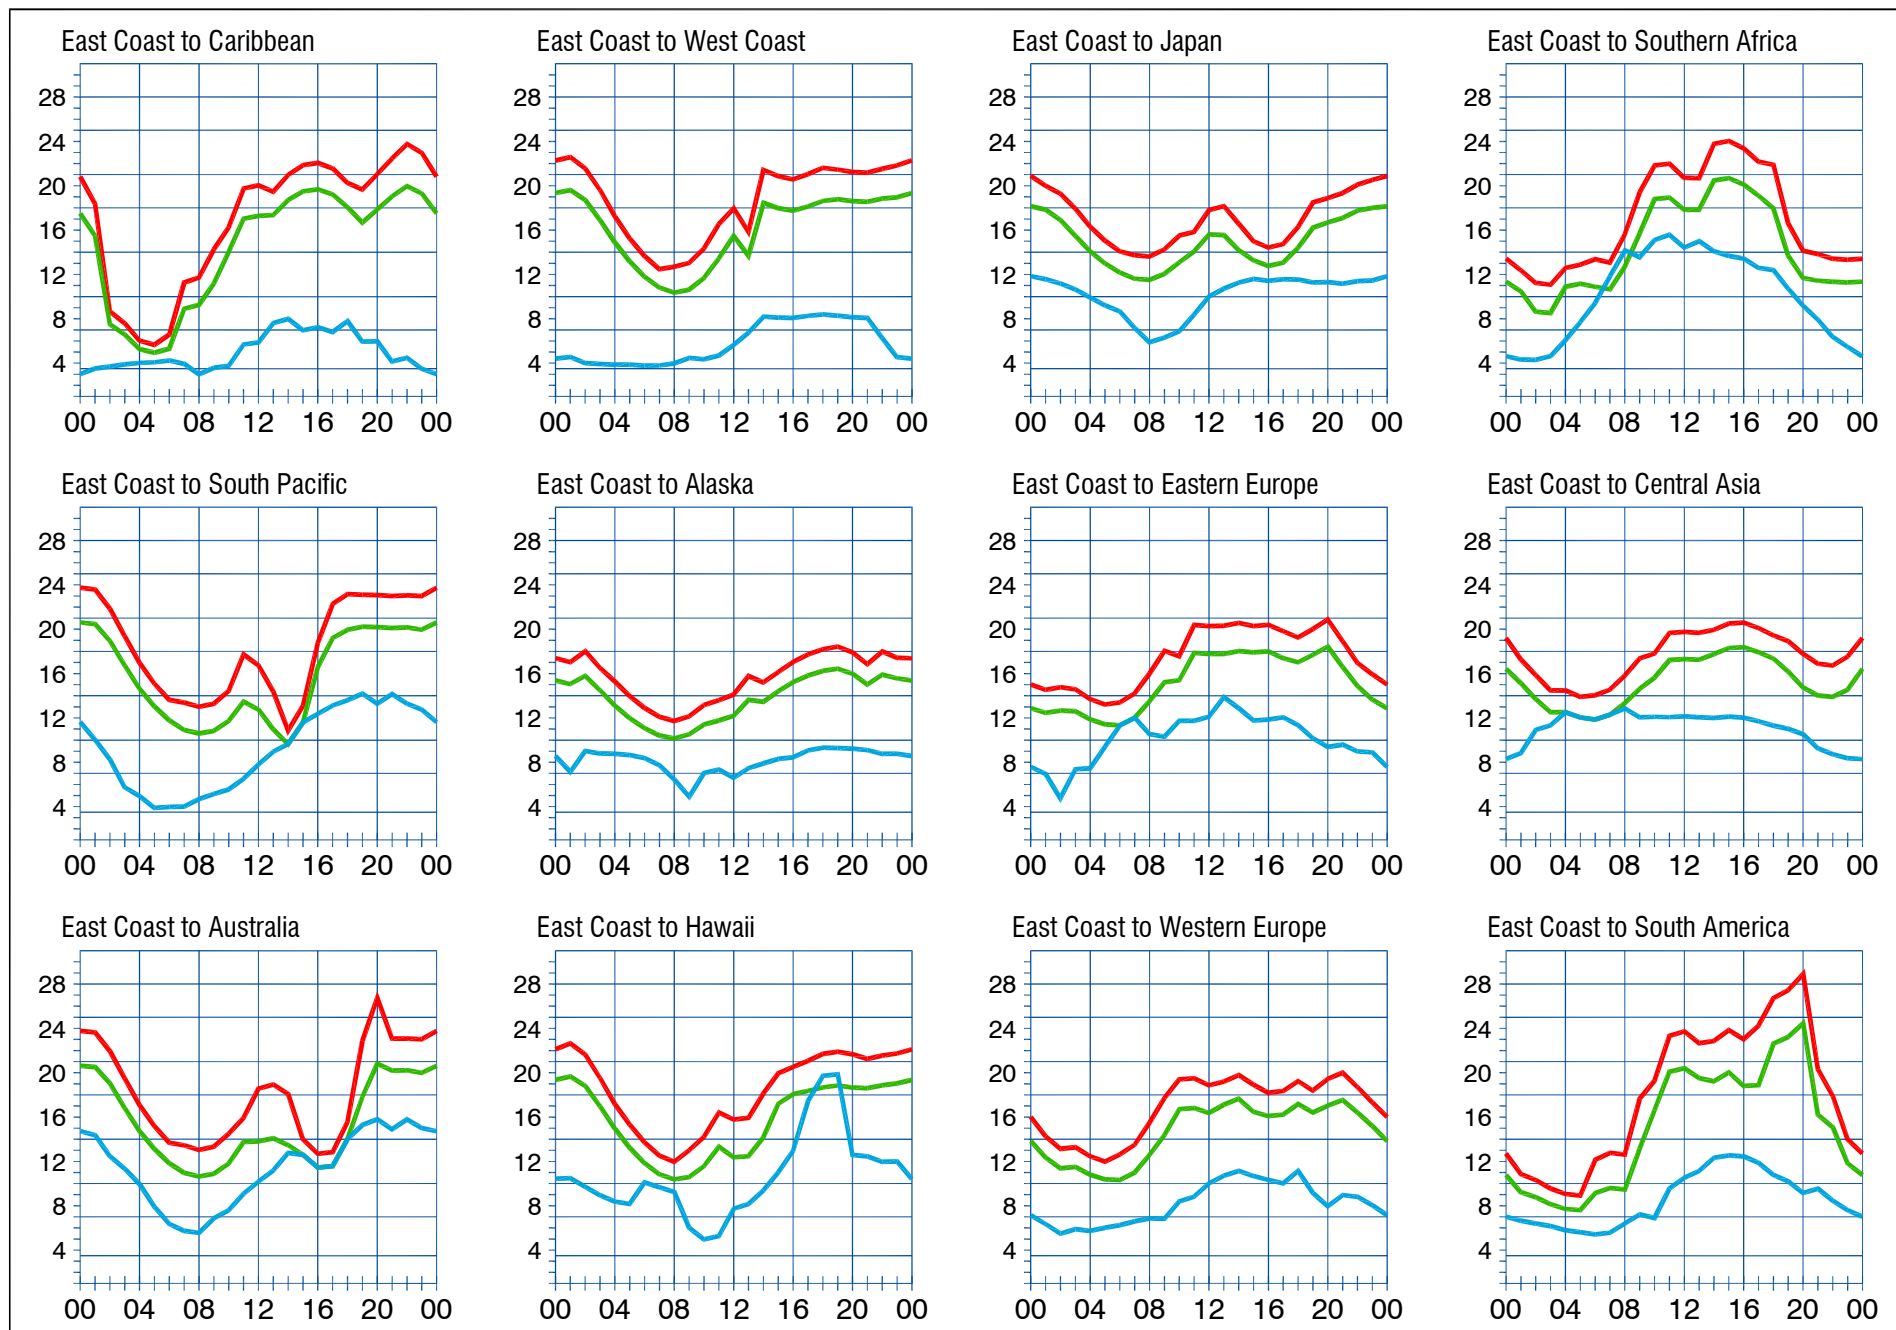 East Coast to Caribbean East Coast to West Coast East Coast to Japan East Coast to Southern Africa
28 28 28 28
24 24 24 24
20 20 20 20
16 16 16 16
12 12 12 12
8 8 8 8
4 4 4 4
00 04 08 12 16 20 00 00 04 08 12 16 20 00 00 04 08 12 16 20 00 00 04 08 12 16 20 00
East Coast to South Pacific East Coast to Alaska East Coast to Eastern Europe East Coast to Central Asia
28 28 28 28
24 24 24 24
20 20 20 20
16 16 16 16
12 12 12 12
8 8 8 8
4 4 4 4
00 04 08 12 16 20 00 00 04 08 12 16 20 00 00 04 08 12 16 20 00 00 04 08 12 16 20 00
East Coast to Australia East Coast to Hawaii East Coast to Western Europe East Coast to South America
28 28 28 28
24 24 24 24
20 20 20 20
16 16 16 16
12 12 12 12
8 8 8 8
4 4 4 4
00 04 08 12 16 20 00 00 04 08 12 16 20 00 00 04 08 12 16 20 00 00 04 08 12 16 20 00